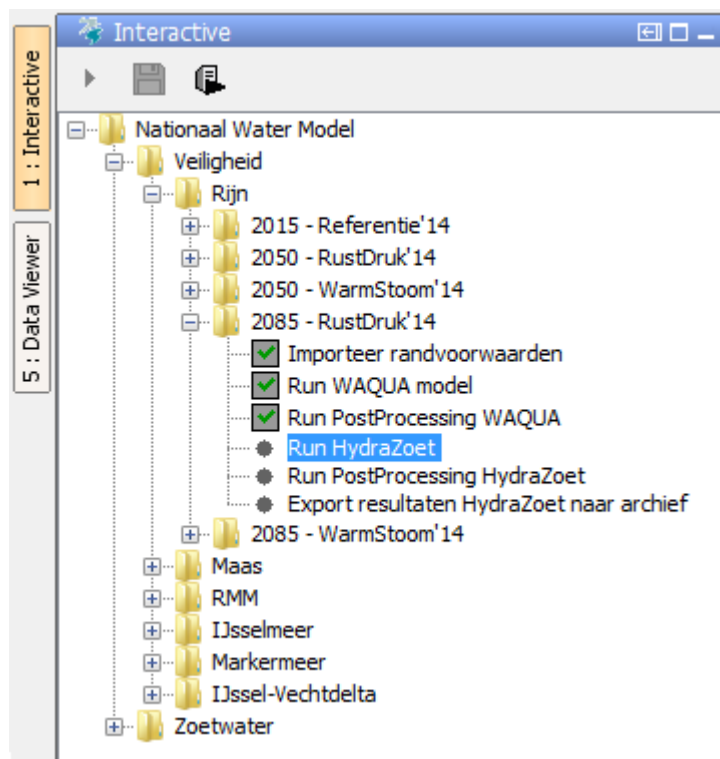 Interactive
1 : Interactive
5 : Data Viewer
Nationaal Water Model
Veiligheid
Rijn
2015 - Referentie'14
2050 - RustDruk'14
2050 - WarmStoom'14
2085 - RustDruk'14
Importeer randvoorwaarden
Run WAQUA model
Run PostProcessing WAQUA
Run HydraZoet
Run PostProcessing HydraZoet
Export resultaten HydraZoet naar archief
2085 - WarmStoom'14
Maas
RMM
IJsselmeer
Markermeer
IJssel-Vechtdelta
Zoetwater